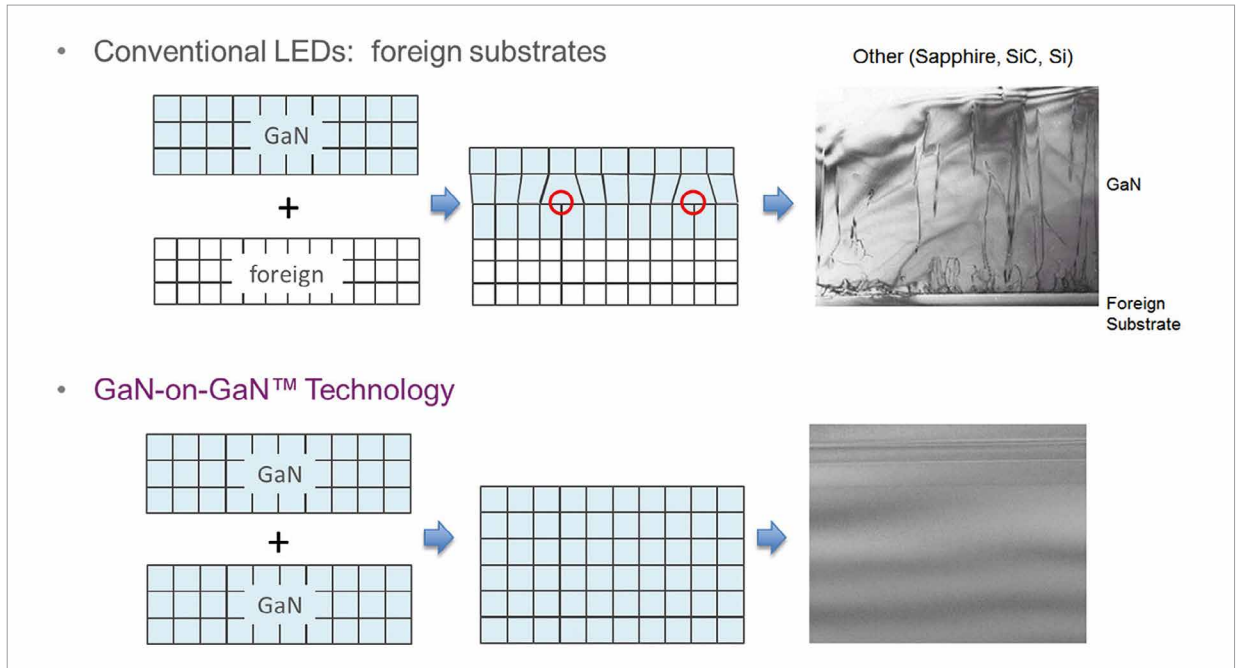 • Conventional LEDs: foreign substrates
Other (Sapphire, SiC, Si)
GaN
+
foreign
GaN
Foreign
Substrate
• GaN-on-GaN™ Technology
GaN
+
GaN